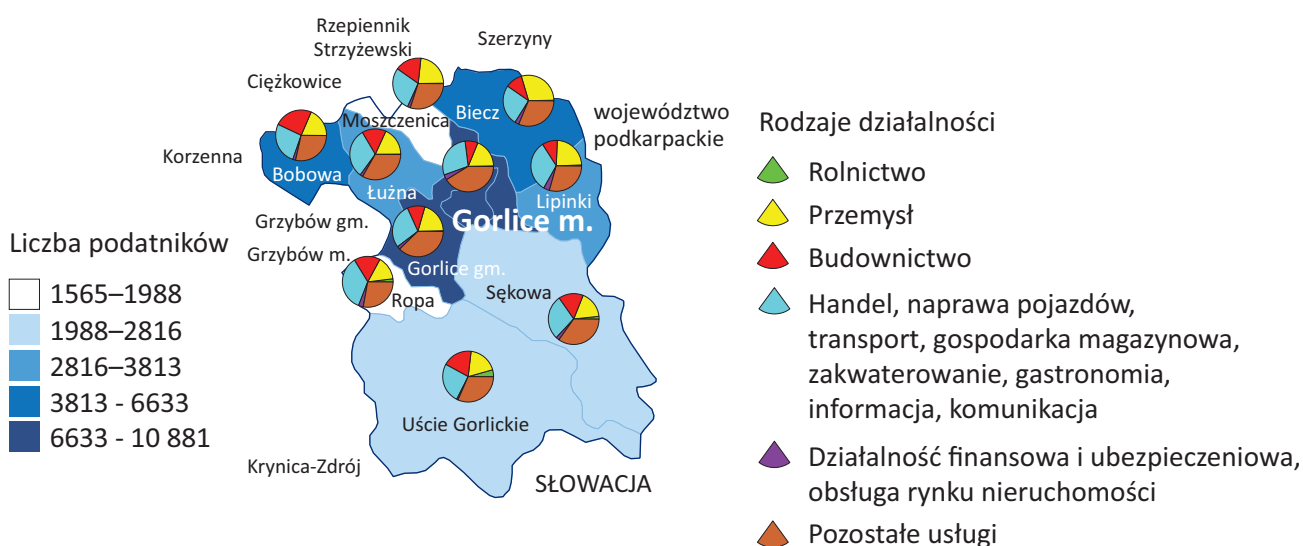 Rzepiennik
Strzyżewski
Szerzyny
Ciężkowice
Moszczenica
Biecz
województwo
podkarpackie
Korzenna
Bobowa
Łużna
Lipinki
Grzybów gm.
Gorlice m.
Grzybów m.
Gorlice gm.
Ropa
Sękowa
Uście Gorlickie
Krynica-Zdrój
SŁOWACJA
Liczba podatników
1565–1988
1988–2816
2816–3813
3813 - 6633
6633 - 10 881
Rodzaje działalności
Rolnictwo
Przemysł
Budownictwo
Handel, naprawa pojazdów,
transport, gospodarka magazynowa,
zakwaterowanie, gastronomia,
informacja, komunikacja
Działalność finansowa i ubezpieczeniowa,
obsługa rynku nieruchomości
Pozostałe usługi